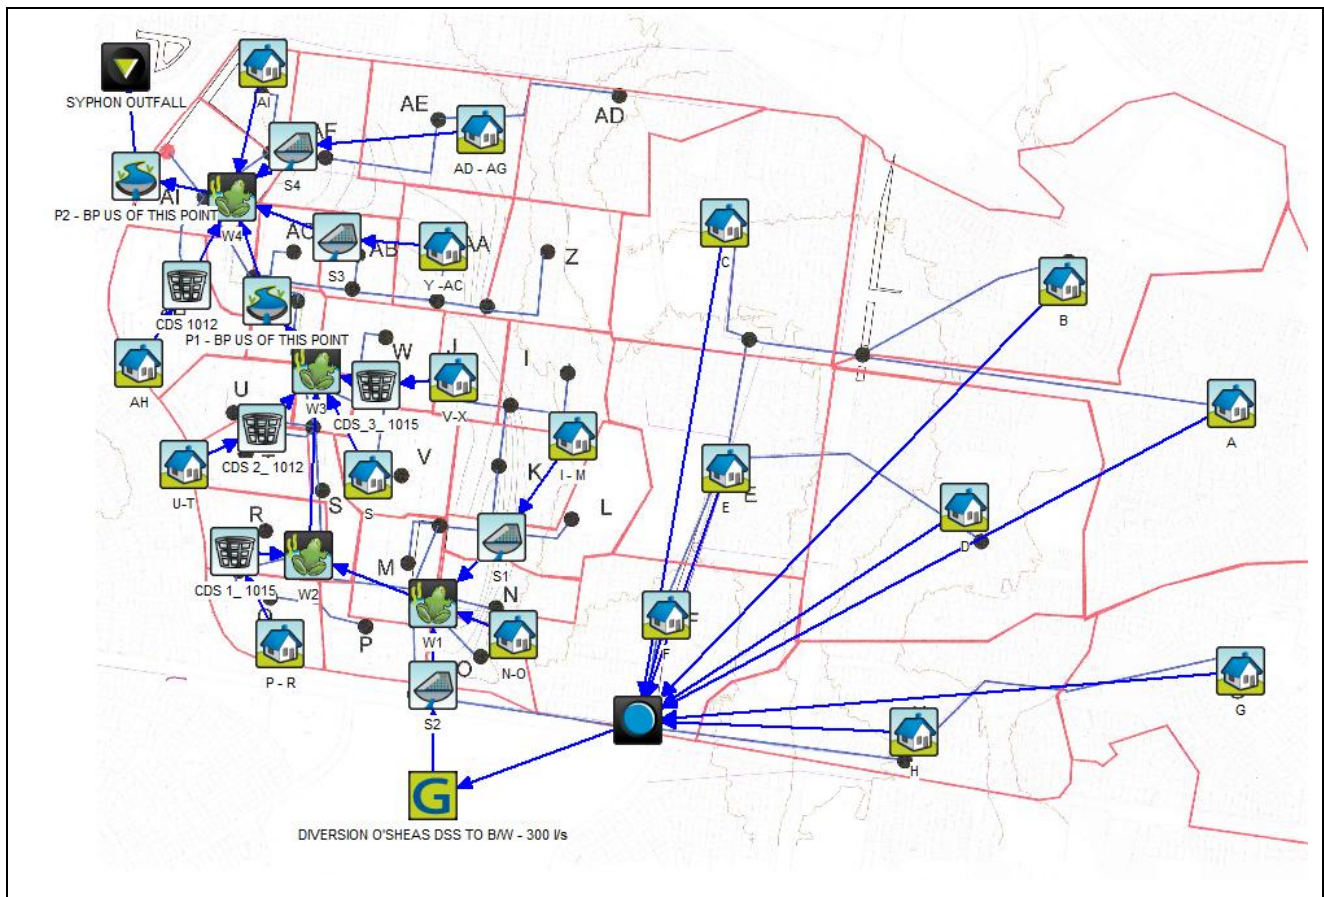 SYPHON OUTFALL
AI
AE
AD
AF
S4
AD - AG
AI
P2 - BP US OF THIS POINT
W4
AC
AB
AA
Z
S3
Y -AC
C
B
CDS 1012
P1 - BP US OF THIS POINT
W
J
I
AH
W3
CDS_3_ 1015
V-X
A
U
CDS 2_ 1012
V
K
I - M
L
E
E
D
U-T
S
S
R
S1
M
N
CDS 1_ 1015
W2
W1
P
O
N-O
F
F
P - R
S2
G
H
G
DIVERSION O'SHEAS DSS TO B/W - 300 l/s